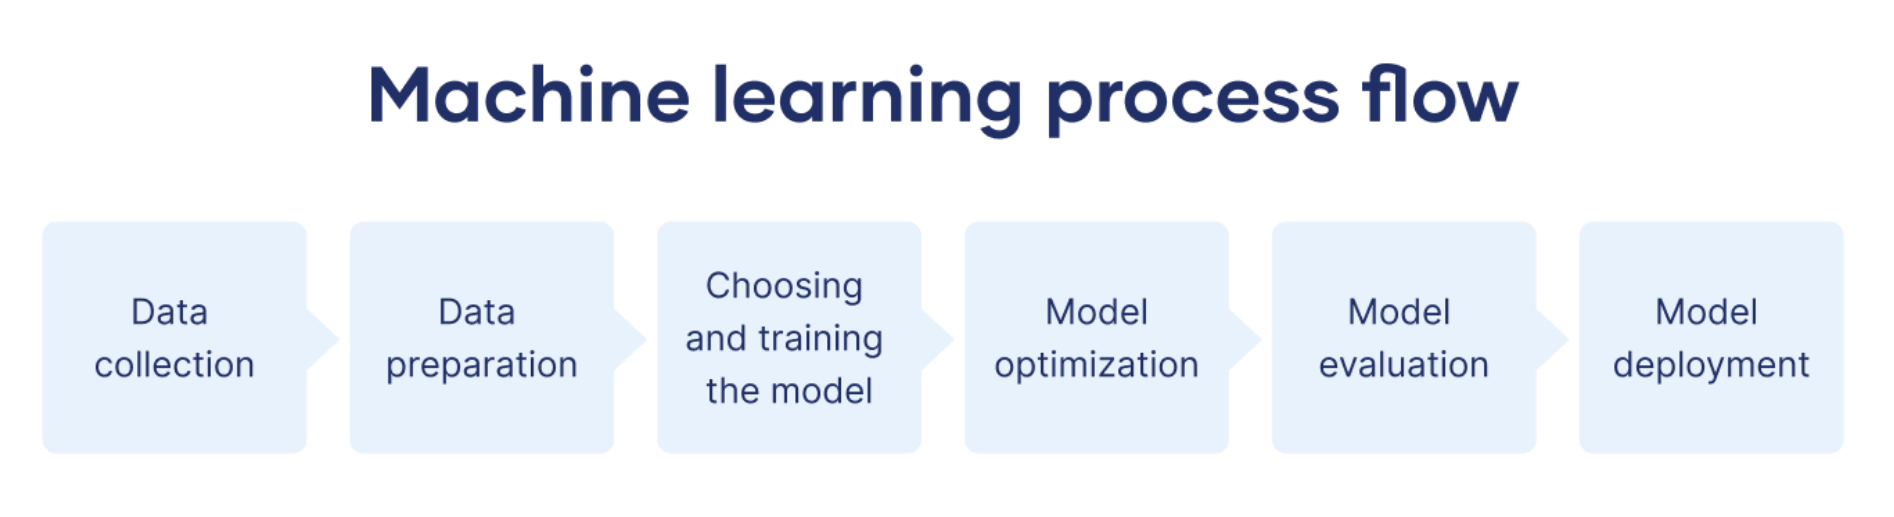 Machine learning process flow
Data
collection
Data
preparation
Choosing
and training
the model
Model
optimization
Model
evaluation
Model
deployment